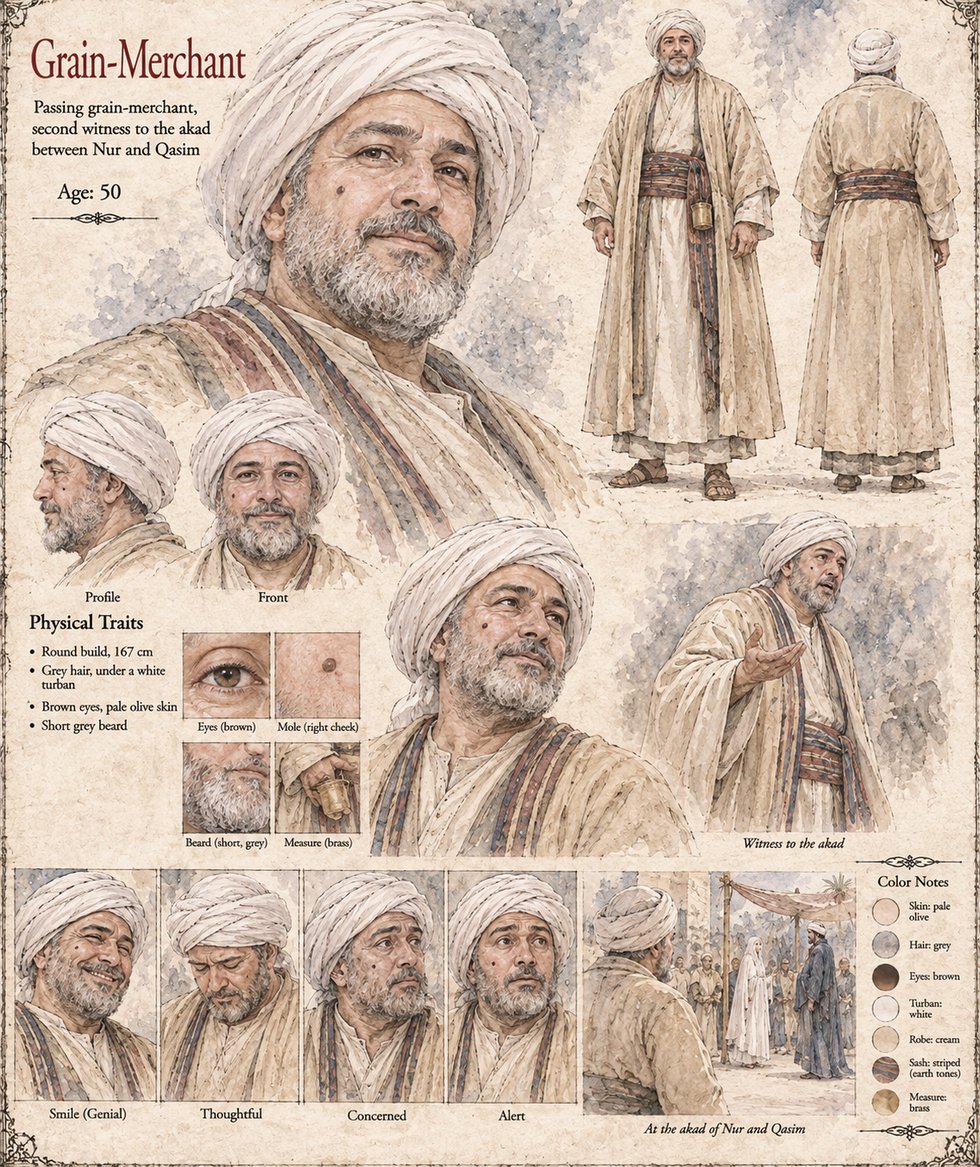 Grain-Merchant
Passing grain-merchant,
second witness to the akad
between Nur and Qasim
Age: 50
Profile
Front
Physical Traits
• Round build, 167 cm
• Grey hair, under a white
turban
• Brown eyes, pale olive skin
• Short grey beard
Eyes (brown)
Mole (right cheek)
Beard (short, grey)
Measure (brass)
Witness to the akad
Smile (Genial)
Thoughtful
Concerned
Alert
At the akad of Nur and Qasim
Color Notes
Skin: pale
olive
Hair: grey
Eyes: brown
Turban:
white
Robe: cream
Sash: striped
(earth tones)
Measure:
brass